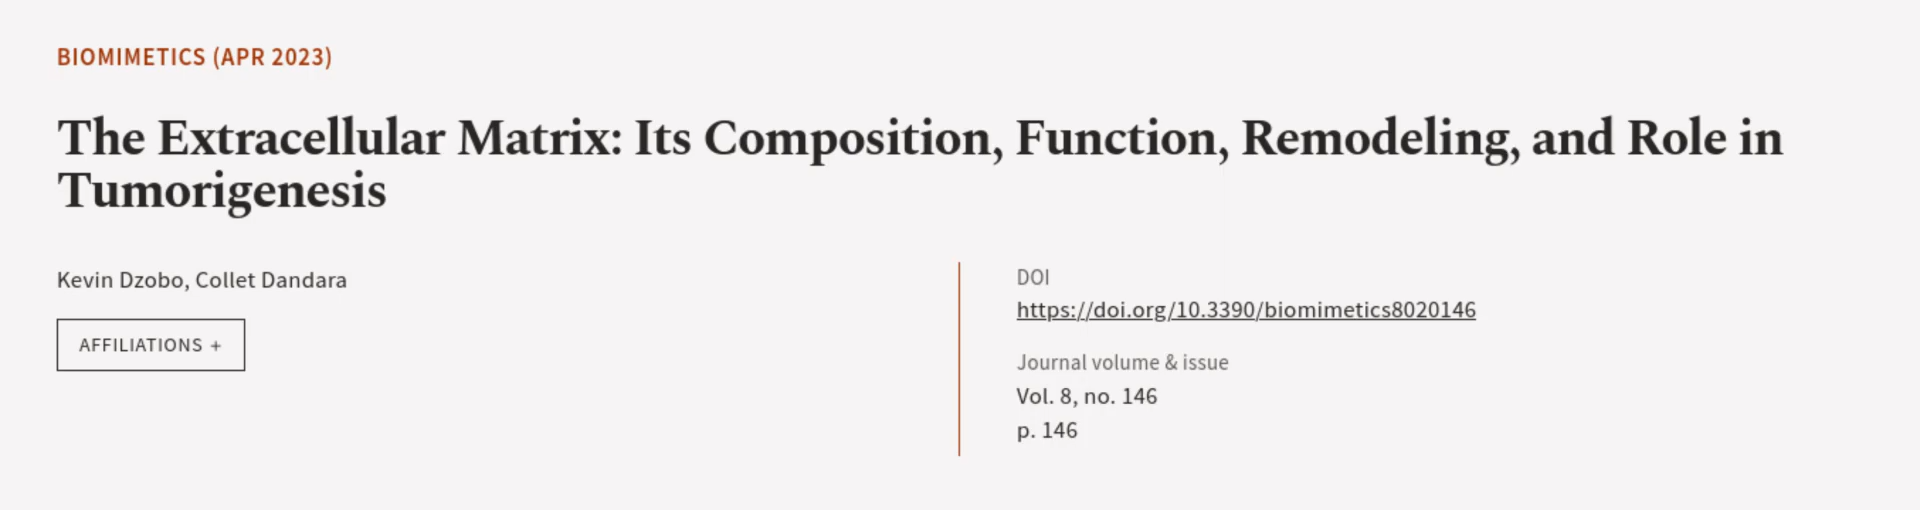 BIOMIMETICS (APR 2023)
The Extracellular Matrix: Its Composition, Function, Remodeling, and Role in
Tumorigenesis
Kevin Dzobo, Collet Dandara
AFFILIATIONS +
DOI
https://doi.org/10.3390/biomimetics8020146
Journal volume & issue
Vol. 8, no. 146
p. 146